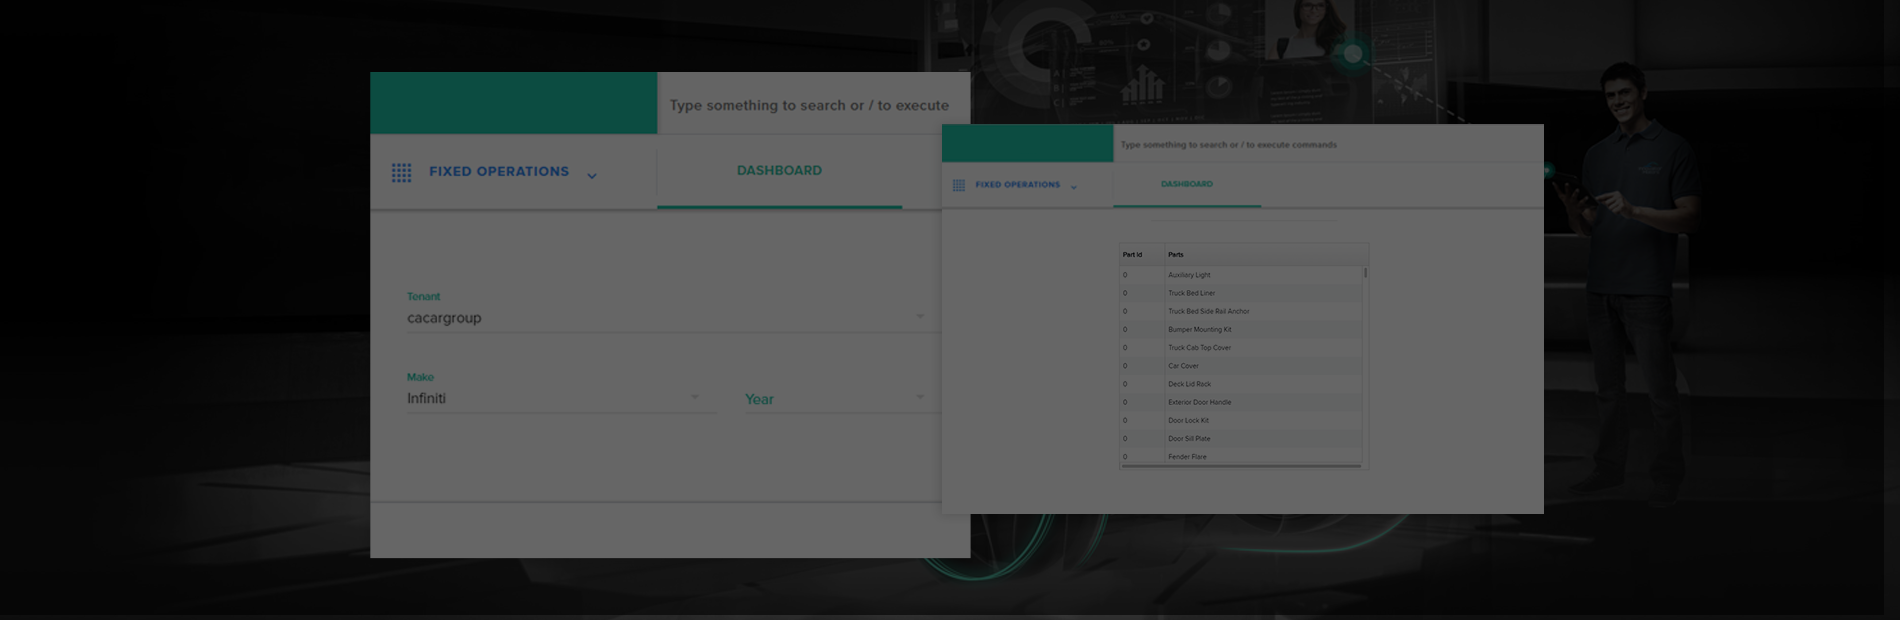 Type something to search or / to execute
FIXED OPERATIONS
DASHBOARD
Tenant
cacargroup
Make
Infiniti
Year
Type something to search or / to execute commands
FIXED OPERATIONS
DASHBOARD
Part Id Parts
0 Auxiliary Light
0 Truck Bed Liner
0 Truck Bed Side Rail Anchor
0 Bumper Mounting Kit
0 Truck Cab Top Cover
0 Car Cover
0 Deck Lid Rack
0 Exterior Door Handle
0 Door Lock Kit
0 Door Sill Plate
0 Fender Flare